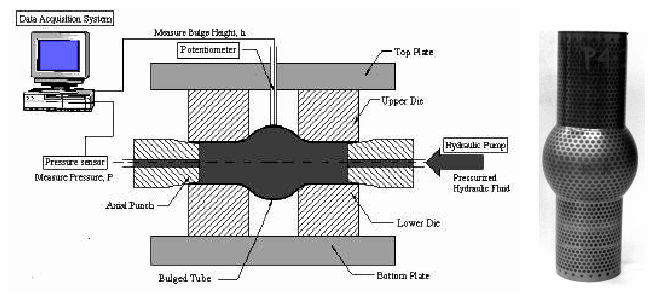 Data Acquisition System
Measure Bulge Height, h
Potentiometer
Top Plate
Upper Die
Hydraulic Pump
Pressure sensor
Measure Pressure, P
Pressurized
Hydraulic Fluid
Axial Punch
Lower Die
Bulged Tube
Bottom Plate